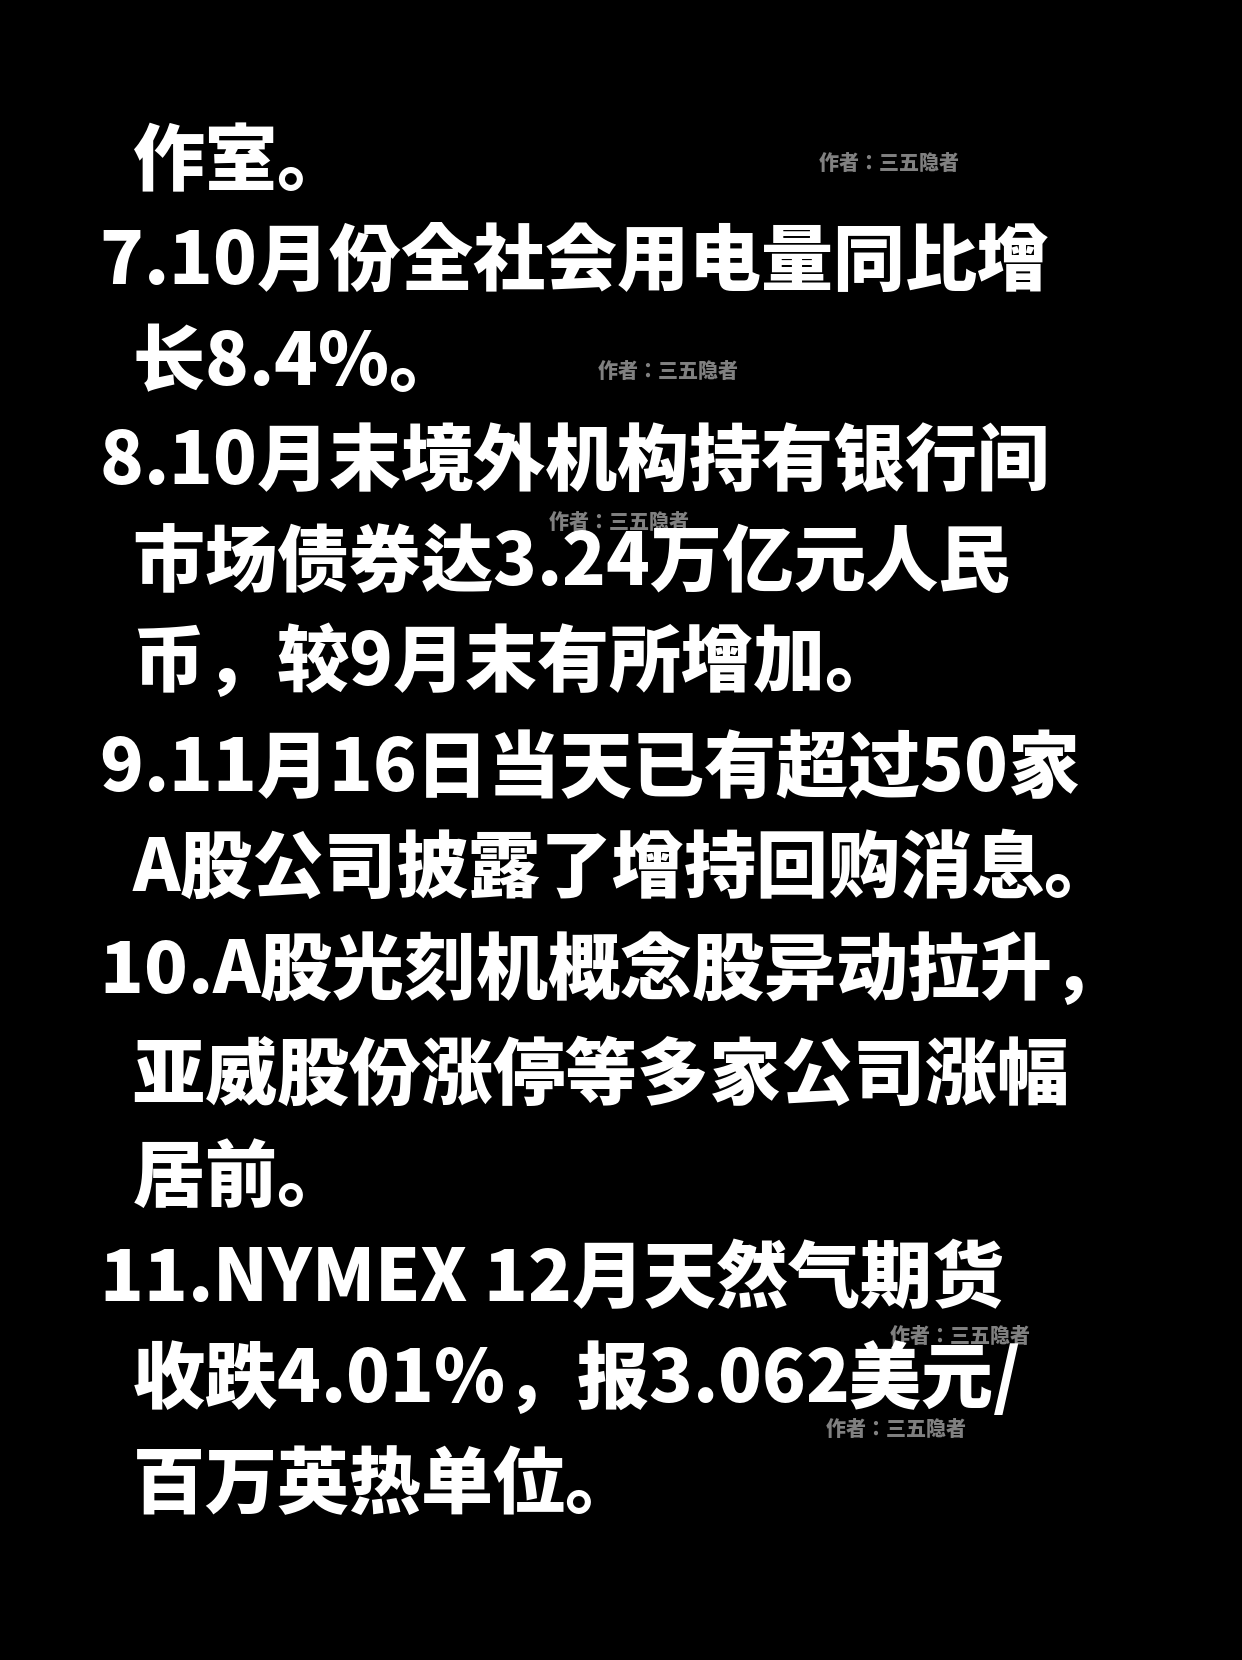 作室。
作者：三五隐者
7.10月份全社会用电量同比增
长8.4%。
作者：三五隐者
8.10月末境外机构持有银行间
作者：三五隐者
市场债券达3.24万亿元人民
币，较9月末有所增加。
9.11月16日当天已有超过50家
A股公司披露了增持回购消息。
10.A股光刻机概念股异动拉升，
亚威股份涨停等多家公司涨幅
居前。
11.NYMEX 12月天然气期货
作者：三五隐者
收跌4.01%，报3.062美元/
作者：三五隐者
百万英热单位。